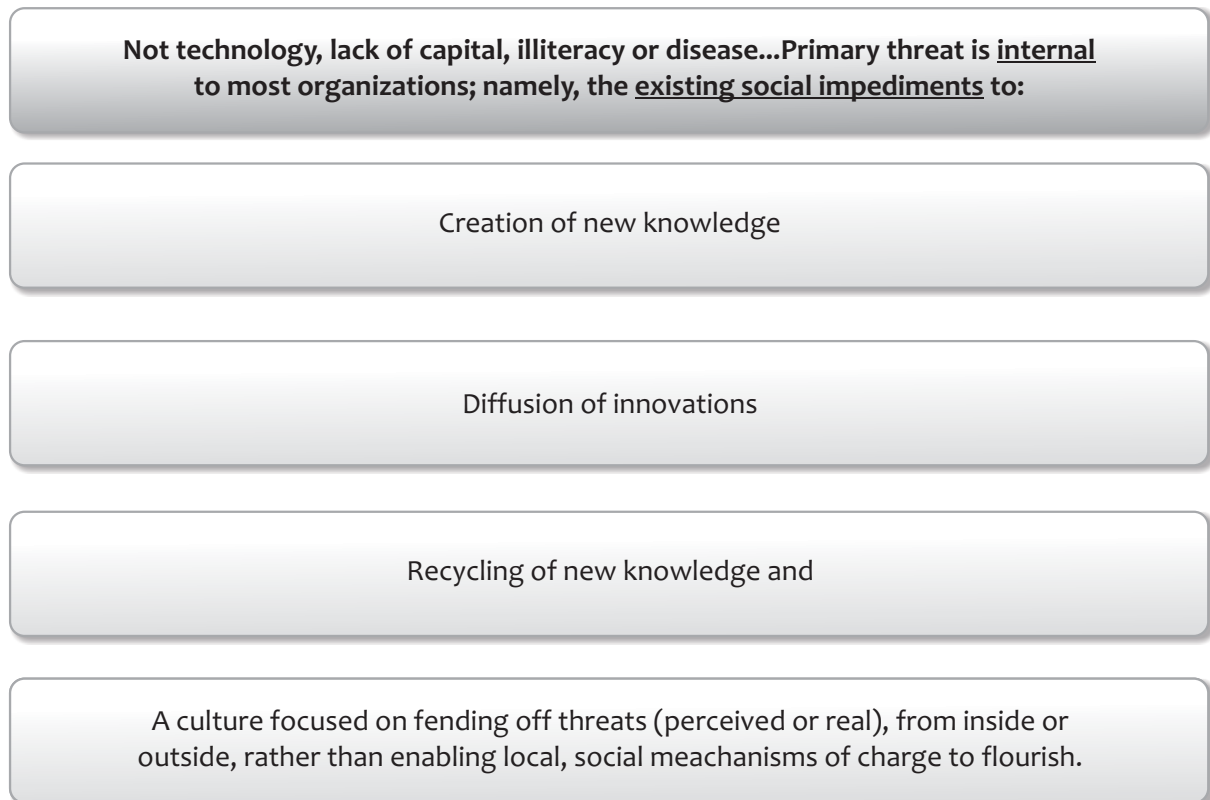 Not technology, lack of capital, illiteracy or disease...Primary threat is internal
to most organizations; namely, the existing social impediments to:
Creation of new knowledge
Diffusion of innovations
Recycling of new knowledge and
A culture focused on fending off threats (perceived or real), from inside or
outside, rather than enabling local, social meachanisms of charge to flourish.